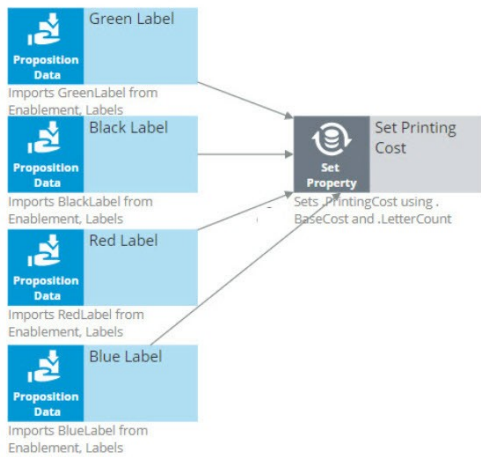 Green Label
Proposition
Data
Imports GreenLabel from
Enablement, Labels
Black Label
Proposition
Data
Imports BlackLabel from
Enablement, Labels
Red Label
Proposition
Data
Imports RedLabel from
Enablement, Labels
Blue Label
Proposition
Data
Imports BlueLabel from
Enablement, Labels
Set Printing
Cost
Set
Property
Sets .PrintingCost using .
BaseCost and .LetterCount